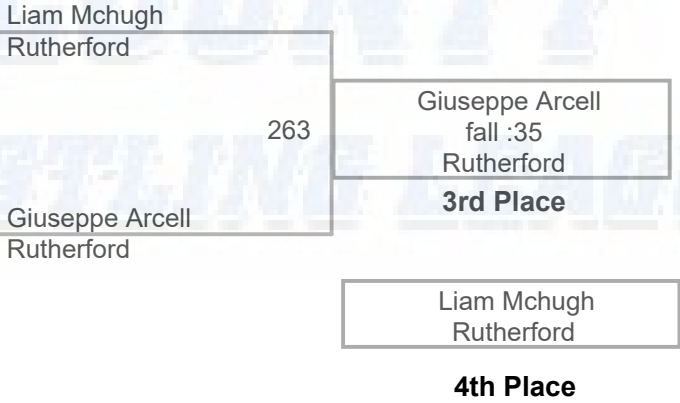 Liam Mchugh
Rutherford
263
Giuseppe Arcell
fall :35
Rutherford
3rd Place
Giuseppe Arcell
Rutherford
Liam Mchugh
Rutherford
4th Place